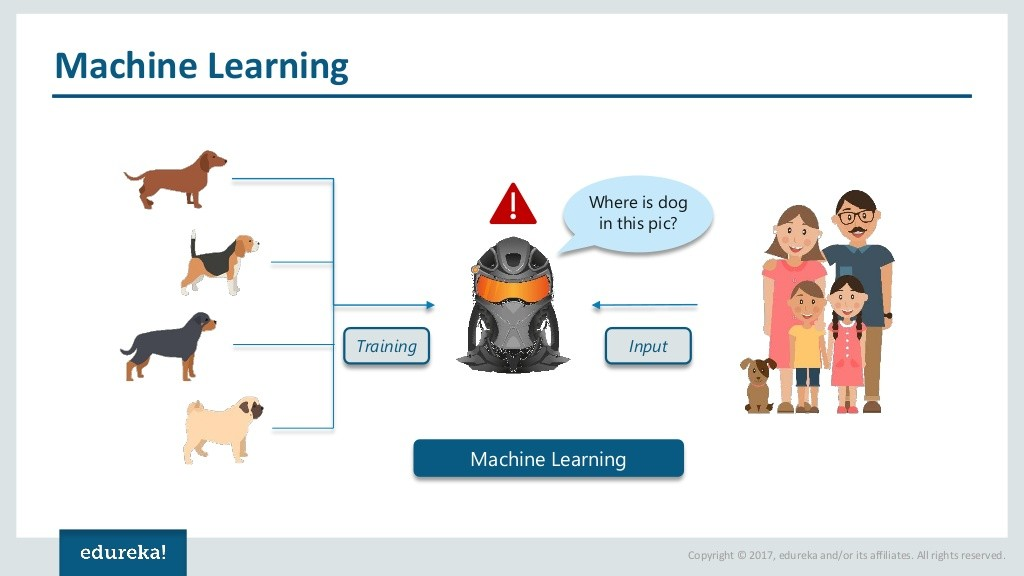 Machine Learning
Where is dog
in this pic?
Training
Input
Machine Learning
edureka!
Copyright © 2017, edureka and/or its affiliates. All rights reserved.